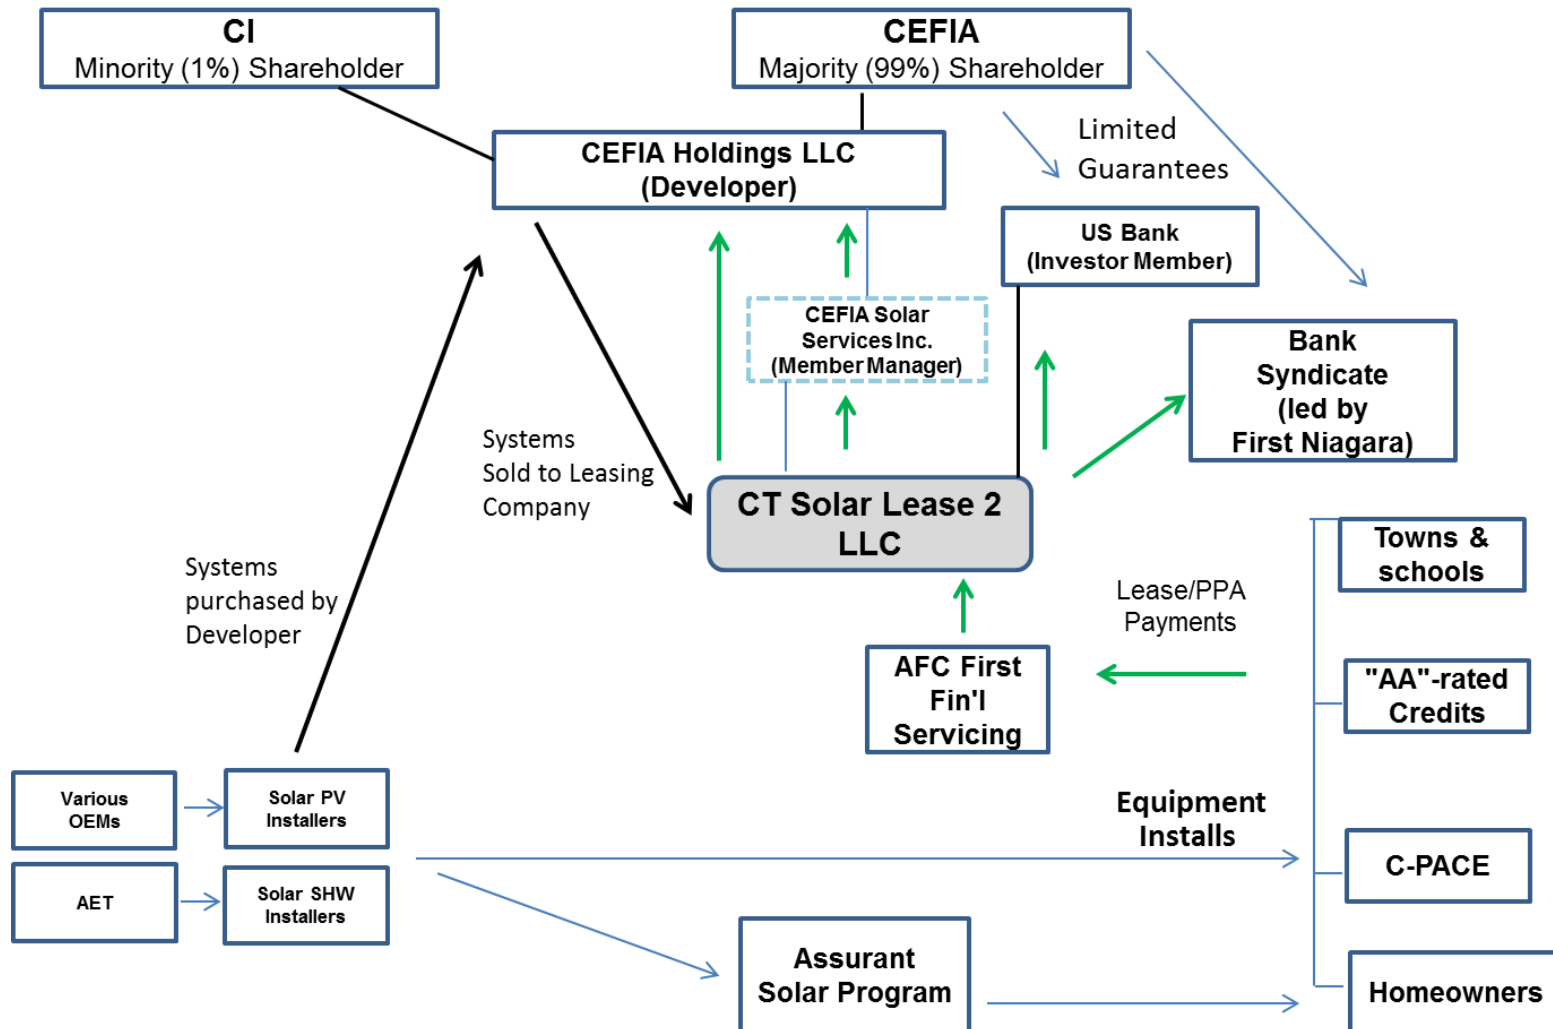 CI
Minority (1%) Shareholder
CEFIA
Majority (99%) Shareholder
CEFIA Holdings LLC
(Developer)
Limited
Guarantees
US Bank
(Investor Member)
CEFIA Solar
Services Inc.
(Member Manager)
Bank
Syndicate
(led by
First Niagara)
Systems
Sold to Leasing
Company
CT Solar Lease 2
LLC
Systems
purchased by
Developer
Lease/PPA
Payments
Towns &
schools
AFC First
Fin'l
Servicing
"AA"-rated
Credits
Various
OEMs
Solar PV
Installers
Equipment
Installs
AET
Solar SHW
Installers
C-PACE
Assurant
Solar Program
Homeowners